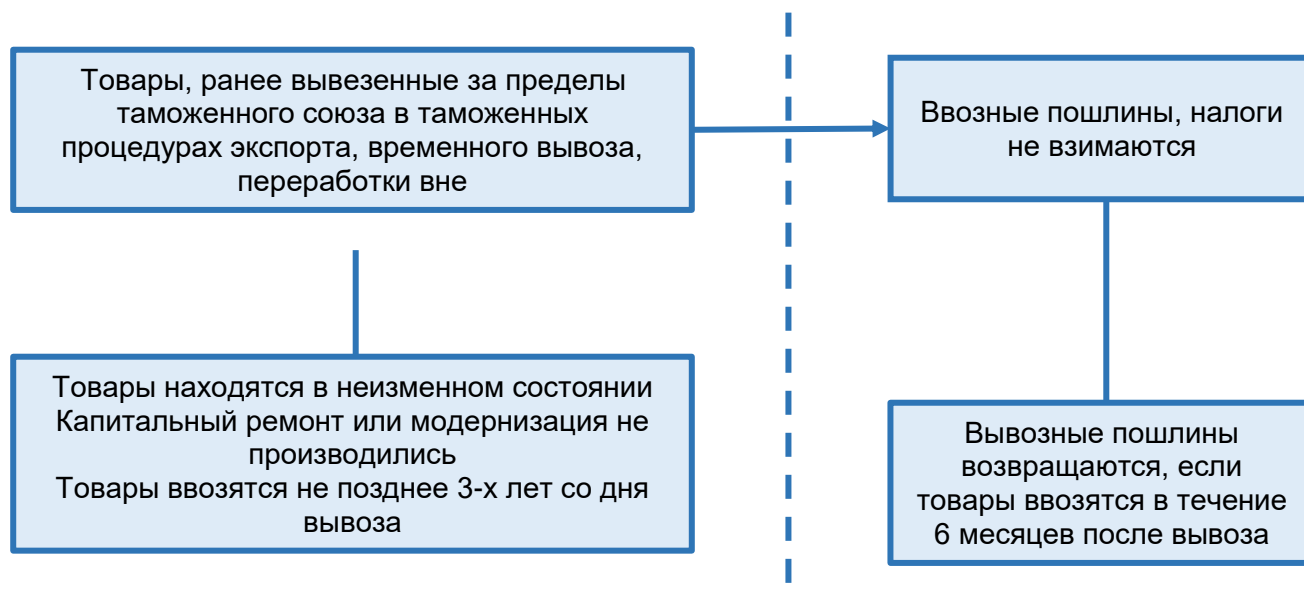 Товары, ранее вывезенные за пределы
таможенного союза в таможенных
процедурах экспорта, временного вывоза,
переработки вне
Ввозные пошлины, налоги
не взимаются
Товары находятся в неизменном состоянии
Капитальный ремонт или модернизация не
производились
Товары ввозятся не позднее 3-х лет со дня
вывоза
Вывозные пошлины
возвращаются, если
товары ввозятся в течение
6 месяцев после вывоза